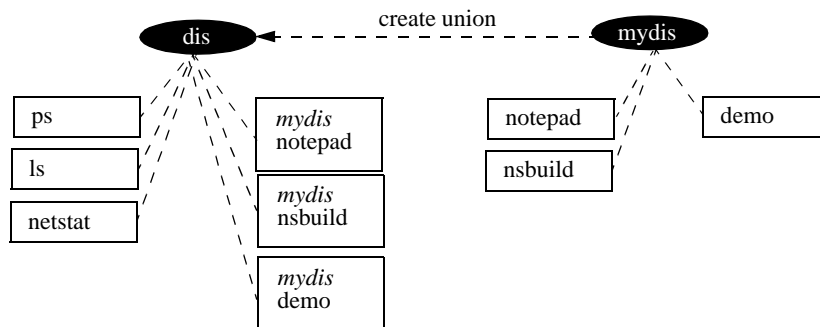 create union
dis
mydis
ps
ls
netstat
mydis
notepad
mydis
nsbuild
mydis
demo
notepad
nsbuild
demo